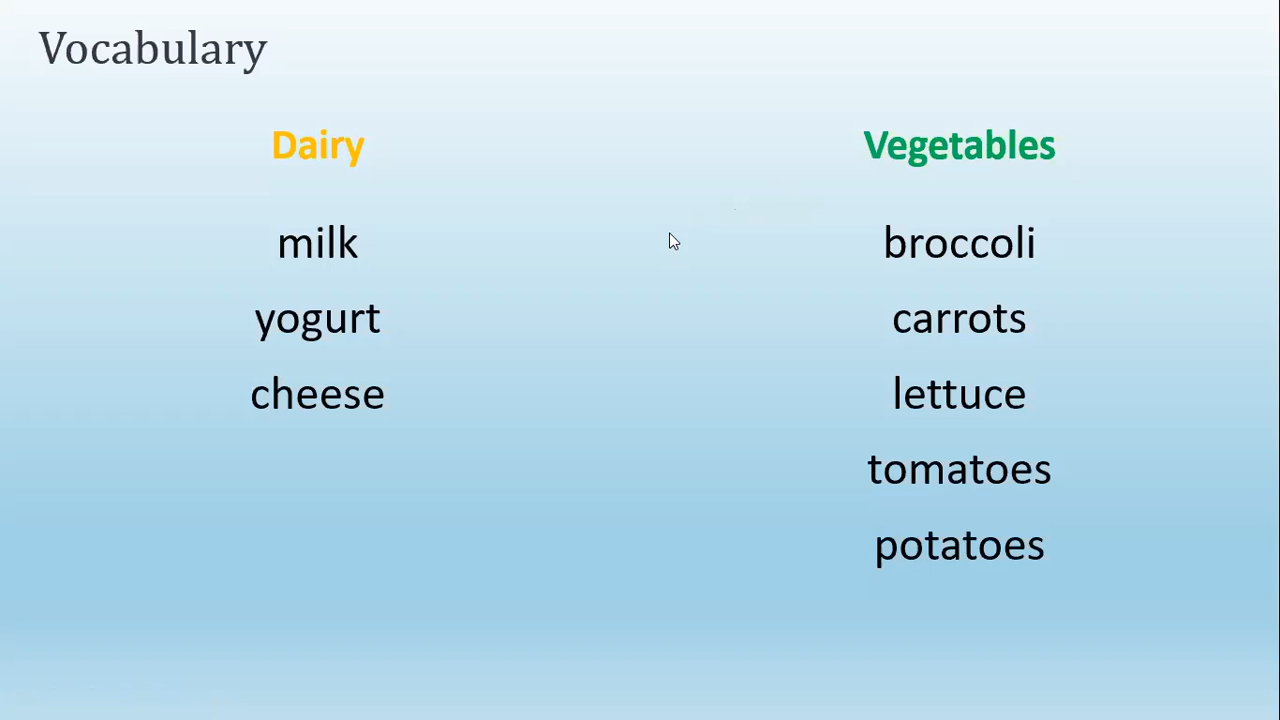 Vocabulary
Dairy
milk
yogurt
cheese
Vegetables
broccoli
carrots
lettuce
tomatoes
potatoes